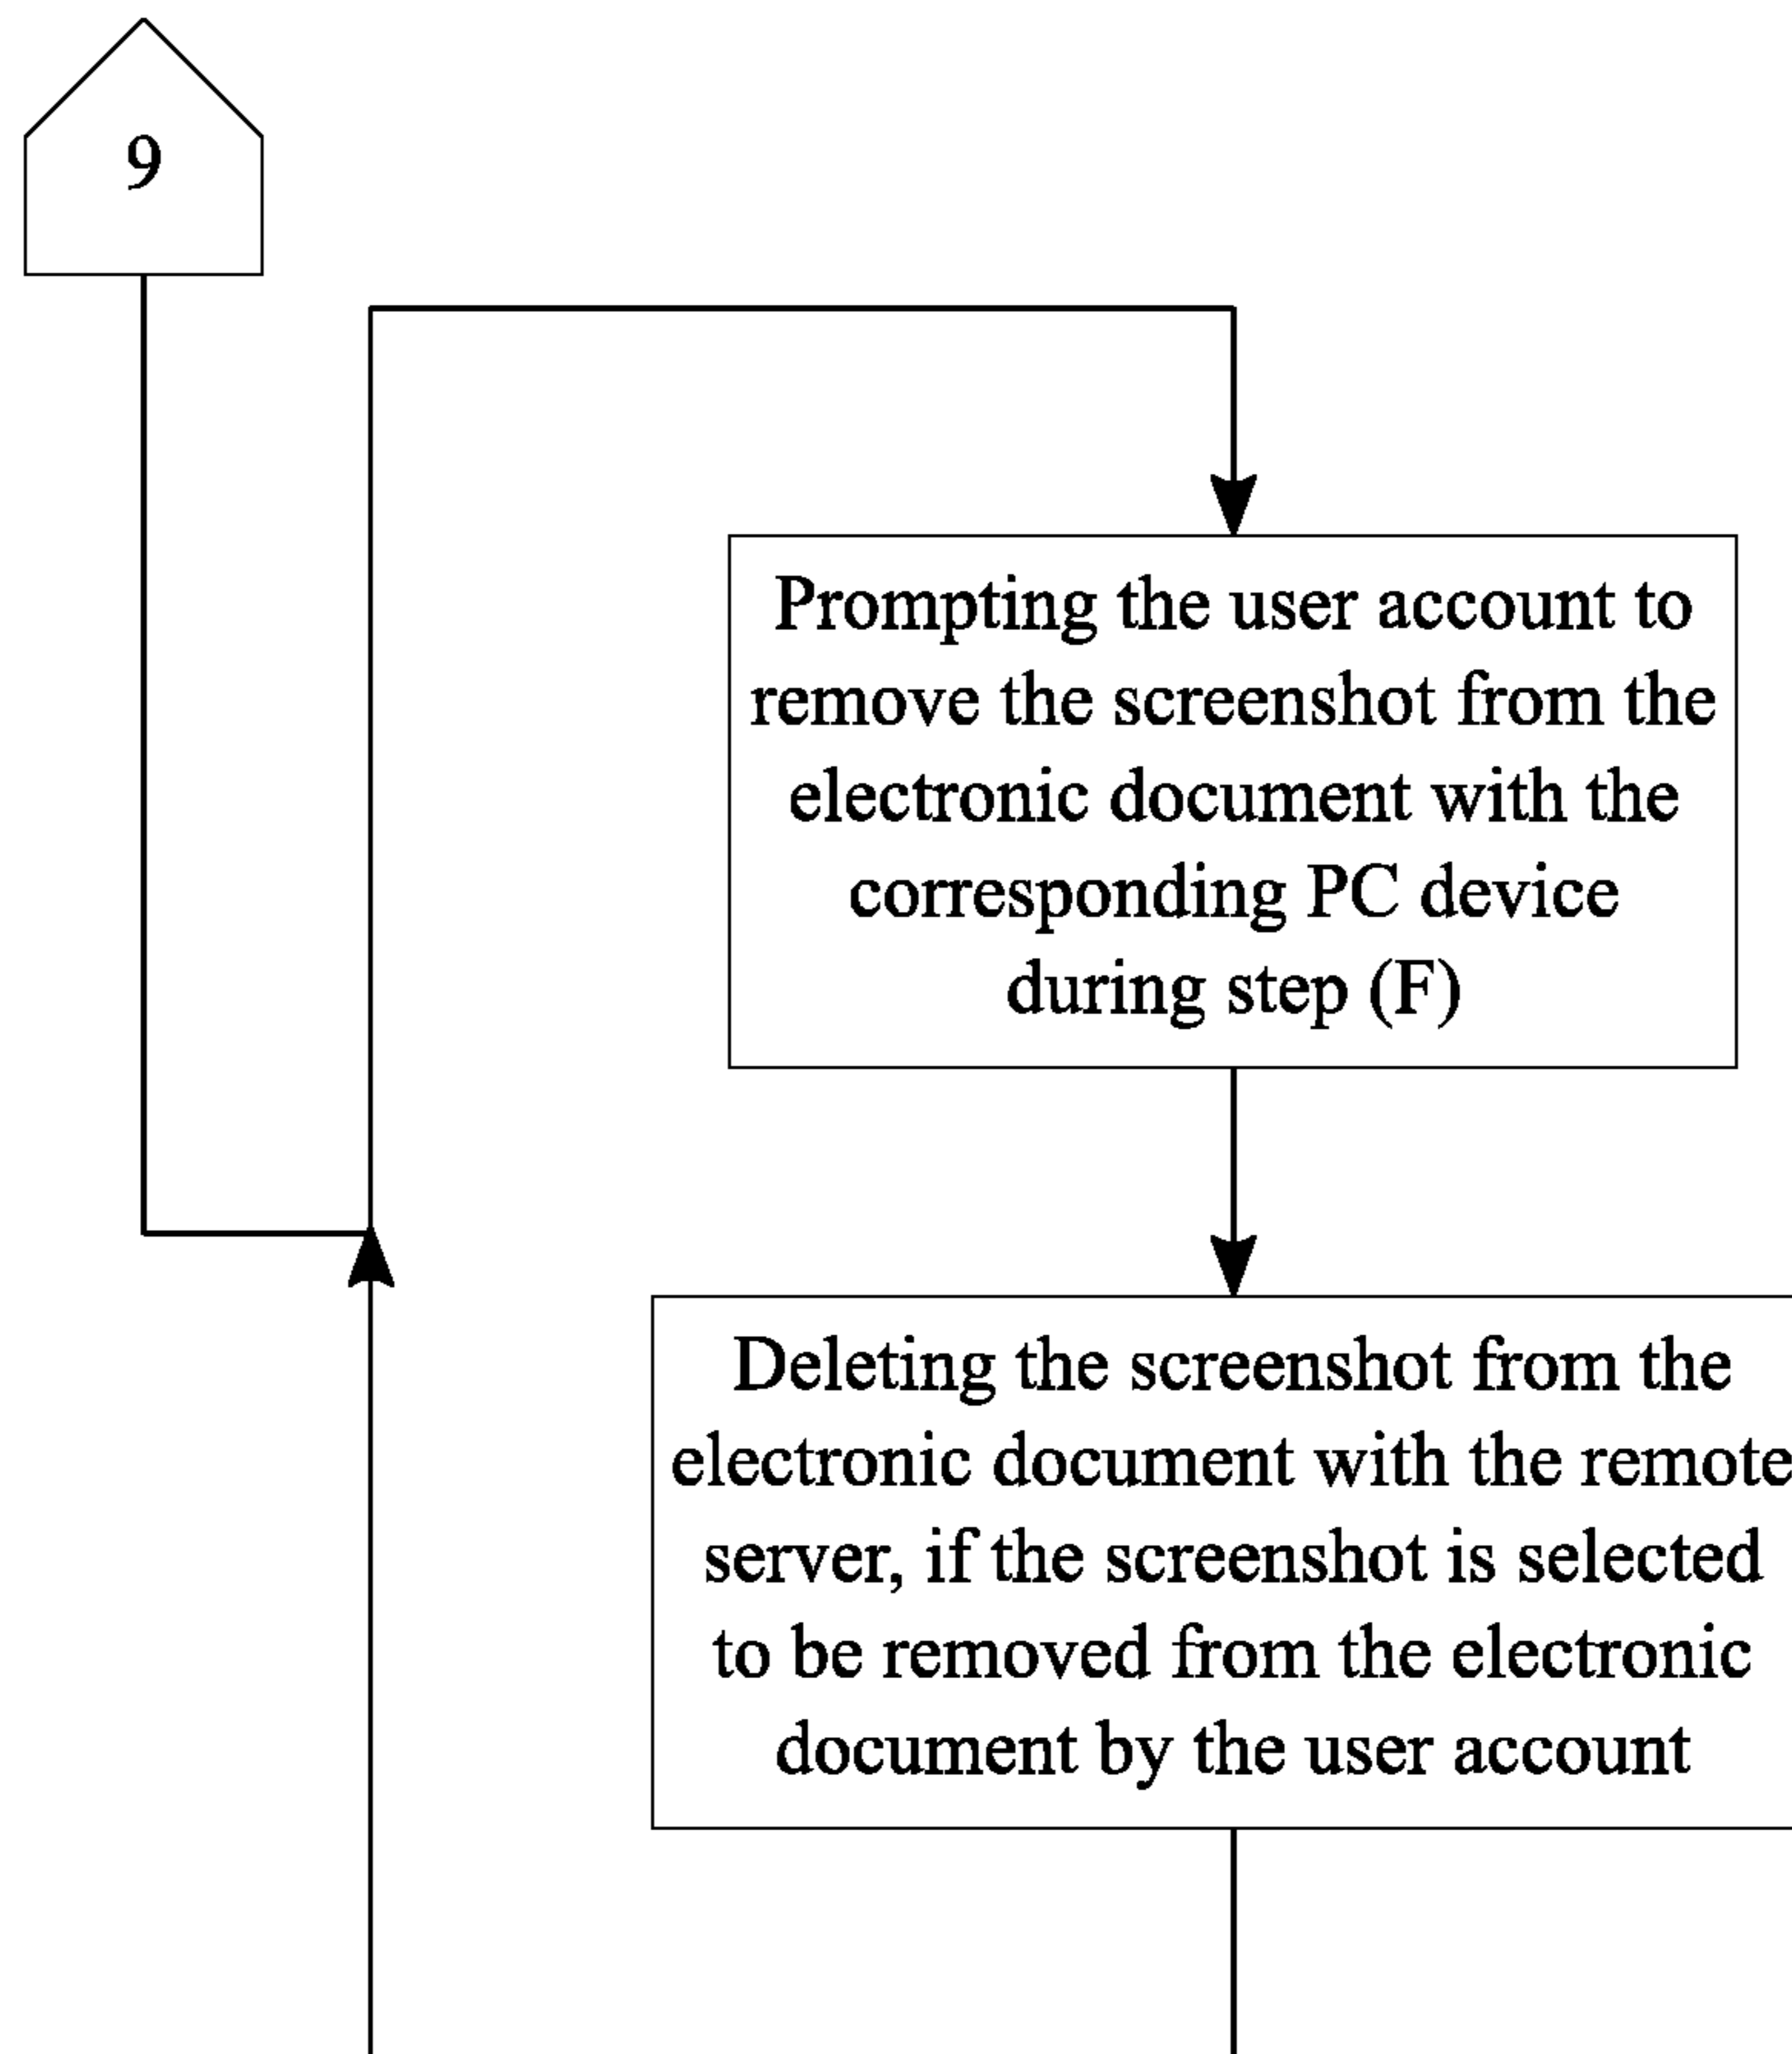 9
Prompting the user account to
remove the screenshot from the
electronic document with the
corresponding PC device
during step (F)
Deleting the screenshot from the
electronic document with the remote
server, if the screenshot is selected
to be removed from the electronic
document by the user account